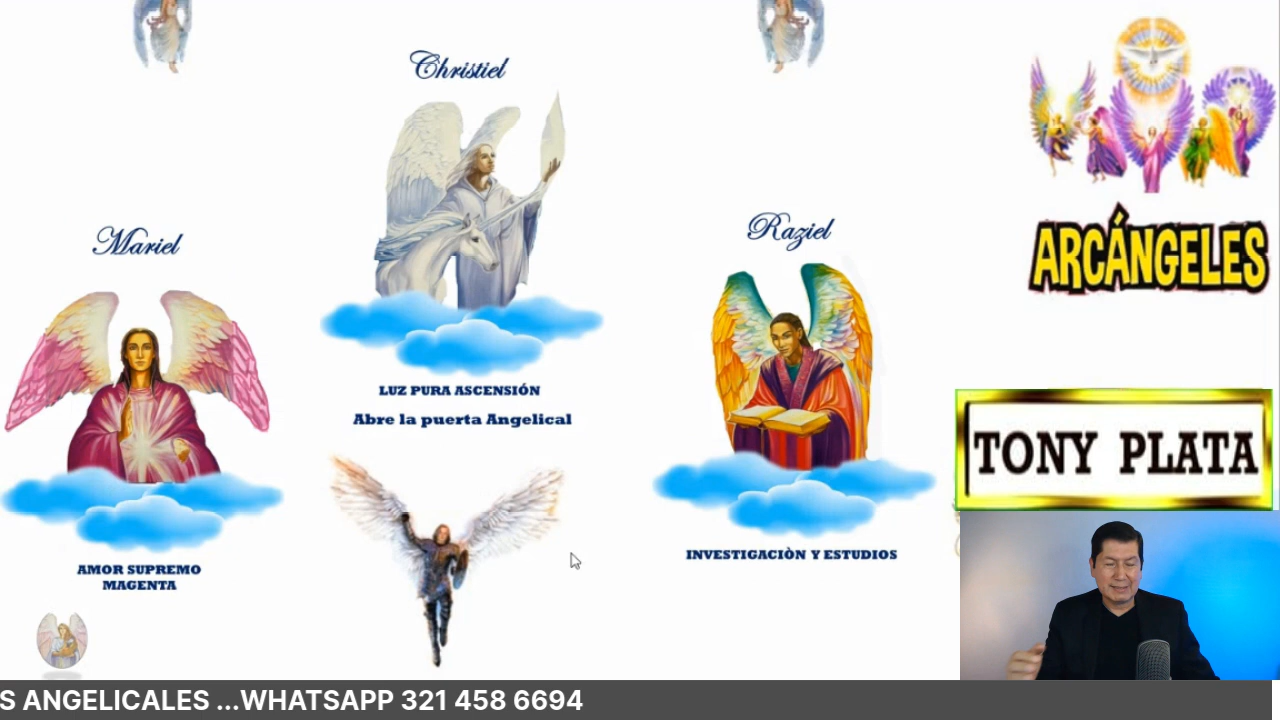 Christiel
Mariel
Raziel
ARCÁNGELES
LUZ PURA ASCENSIÓN
Abre la puerta Angelical
TONY PLATA
INVESTIGACIÒN Y ESTUDIOS
AMOR SUPREMO
MAGENTA
S ANGELICALES ...WHATSAPP 321 458 6694